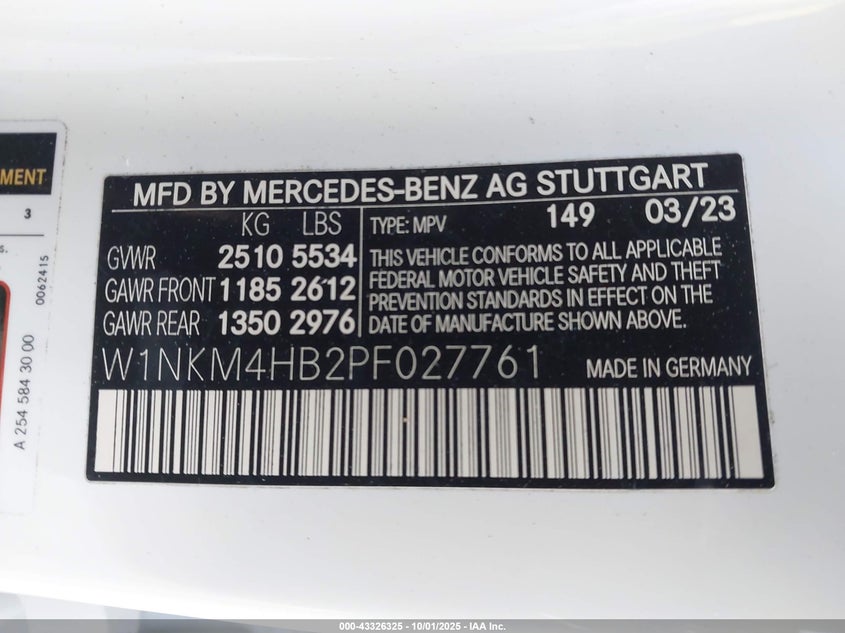 MENT
3
s.
A 254 584 30 00
0062415
MFD BY MERCEDES-BENZ AG STUTTGART
KG LBS
GVWR 2510 5534
GAWR FRONT 1185 2612
GAWR REAR 1350 2976
TYPE: MPV 149 03/23
THIS VEHICLE CONFORMS TO ALL APPLICABLE
FEDERAL MOTOR VEHICLE SAFETY AND THEFT
PREVENTION STANDARDS IN EFFECT ON THE
DATE OF MANUFACTURE SHOWN ABOVE.
W1NKM4HB2PF027761 MADE IN GERMANY
000-43326325 - 10/01/2025 - IAA Inc.